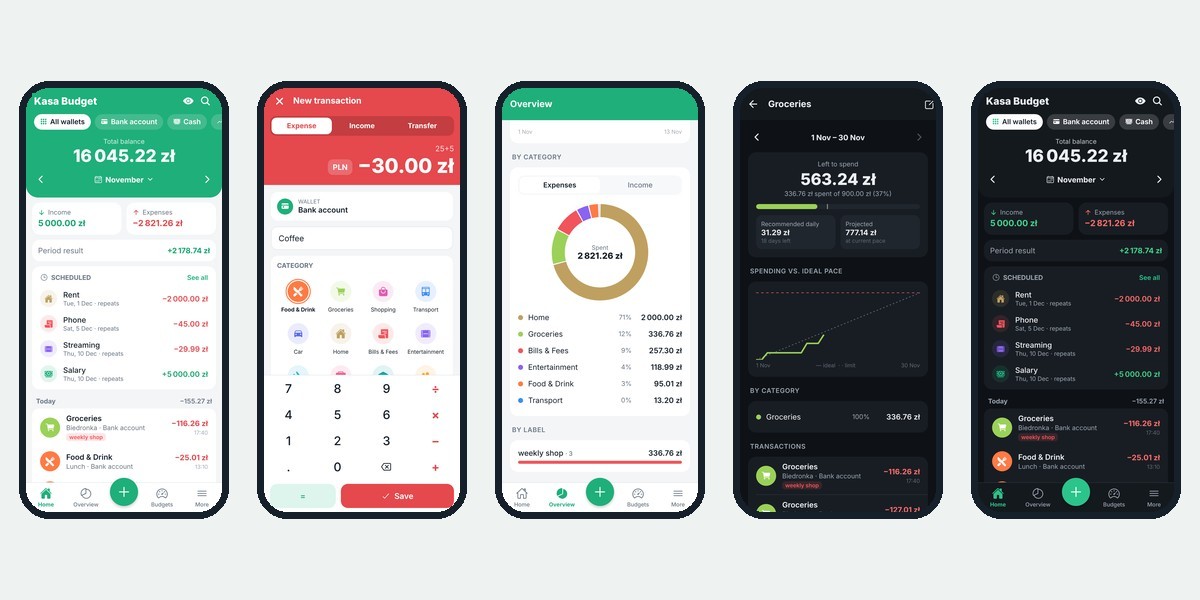 Kasa Budget
All wallets
Bank account
Cash
Total balance
16 045.22 zł
November
Income
5 000.00 zł
Expenses
−2 821.26 zł
Period result
+2 178.74 zł
SCHEDULED
See all
Rent
Tue, 1 Dec · repeats
−2 000.00 zł
Phone
Sat, 5 Dec · repeats
−45.00 zł
Streaming
Thu, 10 Dec · repeats
−29.99 zł
Salary
Thu, 10 Dec · repeats
+5 000.00 zł
Today
−155.27 zł
Groceries
Biedronka · Bank account
weekly shop
−116.26 zł
17:40
Food & Drink
Lunch · Bank account
−25.01 zł
13:10
Home
Overview
Budgets
More
New transaction
Expense
Income
Transfer
25+5
PLN
−30.00 zł
WALLET
Bank account
Coffee
CATEGORY
Food & Drink
Groceries
Shopping
Transport
Car
Home
Bills & Fees
Entertainment
7 8 9 ÷
4 5 6 ×
1 2 3 −
. 0 +
=
Save
Overview
1 Nov
13 Nov
BY CATEGORY
Expenses
Income
Spent
2 821.26 zł
Home 71% 2 000.00 zł
Groceries 12% 336.76 zł
Bills & Fees 9% 257.30 zł
Entertainment 4% 118.99 zł
Food & Drink 3% 95.01 zł
Transport 0% 13.20 zł
BY LABEL
weekly shop · 3
336.76 zł
Home
Overview
Budgets
More
Groceries
1 Nov – 30 Nov
Left to spend
563.24 zł
336.76 zł spent of 900.00 zł (37%)
Recommended daily
31.29 zł
18 days left
Projected
777.14 zł
at current pace
SPENDING VS. IDEAL PACE
1 Nov
— ideal · limit
30 Nov
BY CATEGORY
Groceries
100%
336.76 zł
TRANSACTIONS
Groceries
Biedronka · Bank account
weekly shop
−116.26 zł
17:40
Groceries
−127.01 zł
Kasa Budget
All wallets
Bank account
Cash
Total balance
16 045.22 zł
November
Income
5 000.00 zł
Expenses
−2 821.26 zł
Period result
+2 178.74 zł
SCHEDULED
See all
Rent
Tue, 1 Dec · repeats
−2 000.00 zł
Phone
Sat, 5 Dec · repeats
−45.00 zł
Streaming
Thu, 10 Dec · repeats
−29.99 zł
Salary
Thu, 10 Dec · repeats
+5 000.00 zł
Today
−155.27 zł
Groceries
Biedronka · Bank account
weekly shop
−116.26 zł
17:40
Food & Drink
Lunch · Bank account
−25.01 zł
13:10
Home
Overview
Budgets
More